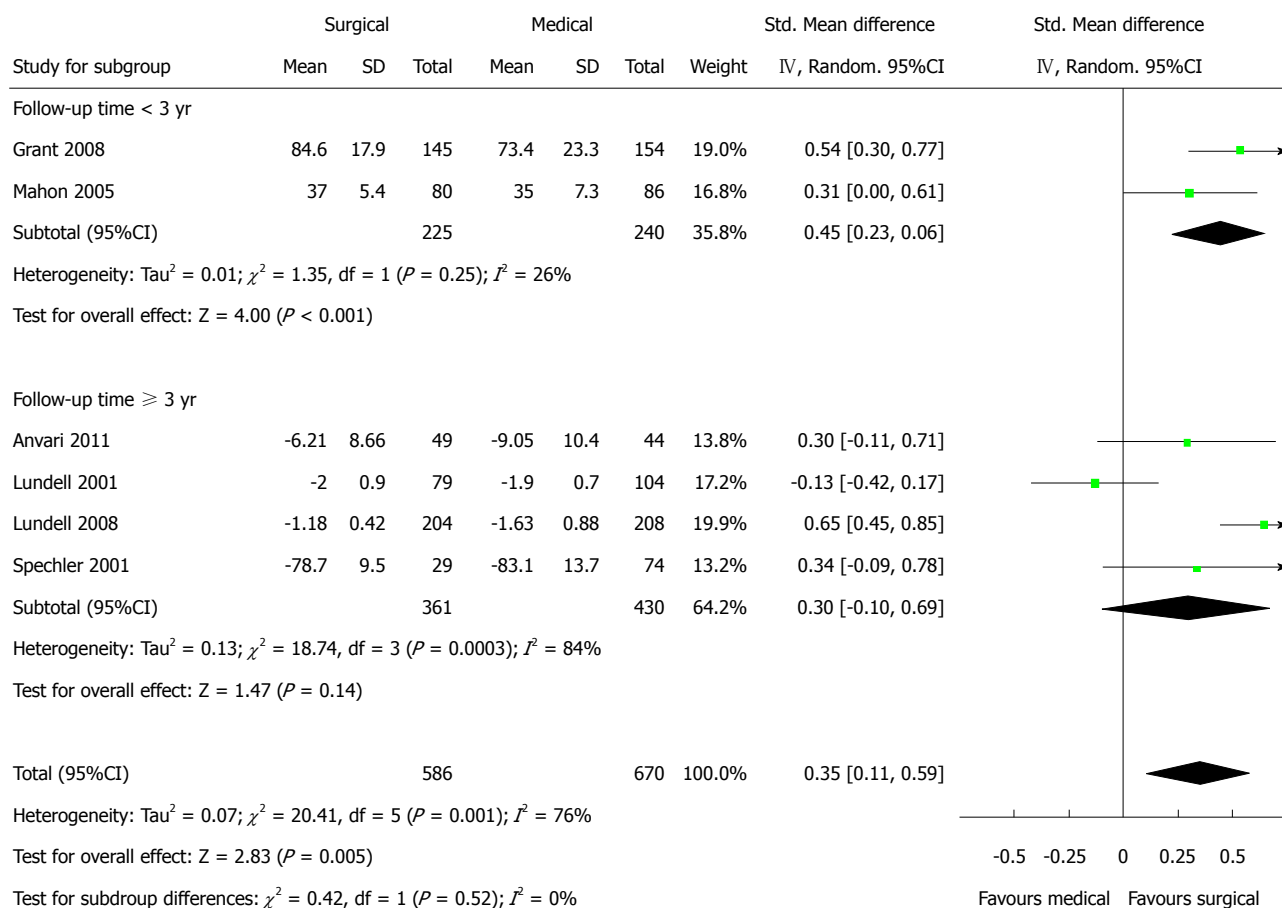 Surgical Medical Std. Mean difference Std. Mean difference
Study for subgroup Mean SD Total Mean SD Total Weight Ⅳ, Random. 95%CI Ⅳ, Random. 95%CI
Follow-up time < 3 yr
Grant 2008 84.6 17.9 145 73.4 23.3 154 19.0% 0.54 [0.30, 0.77]
Mahon 2005 37 5.4 80 35 7.3 86 16.8% 0.31 [0.00, 0.61]
Subtotal (95%CI) 225 240 35.8% 0.45 [0.23, 0.06]
Heterogeneity: Tau² = 0.01; χ² = 1.35, df = 1 (P = 0.25); I² = 26%
Test for overall effect: Z = 4.00 (P < 0.001)
Follow-up time ≥ 3 yr
Anvari 2011 -6.21 8.66 49 -9.05 10.4 44 13.8% 0.30 [-0.11, 0.71]
Lundell 2001 -2 0.9 79 -1.9 0.7 104 17.2% -0.13 [-0.42, 0.17]
Lundell 2008 -1.18 0.42 204 -1.63 0.88 208 19.9% 0.65 [0.45, 0.85]
Spechler 2001 -78.7 9.5 29 -83.1 13.7 74 13.2% 0.34 [-0.09, 0.78]
Subtotal (95%CI) 361 430 64.2% 0.30 [-0.10, 0.69]
Heterogeneity: Tau² = 0.13; χ² = 18.74, df = 3 (P = 0.0003); I² = 84%
Test for overall effect: Z = 1.47 (P = 0.14)
Total (95%CI) 586 670 100.0% 0.35 [0.11, 0.59]
Heterogeneity: Tau² = 0.07; χ² = 20.41, df = 5 (P = 0.001); I² = 76%
Test for overall effect: Z = 2.83 (P = 0.005) -0.5 -0.25 0 0.25 0.5
Test for subdroup differences: χ² = 0.42, df = 1 (P = 0.52); I² = 0% Favours medical Favours surgical